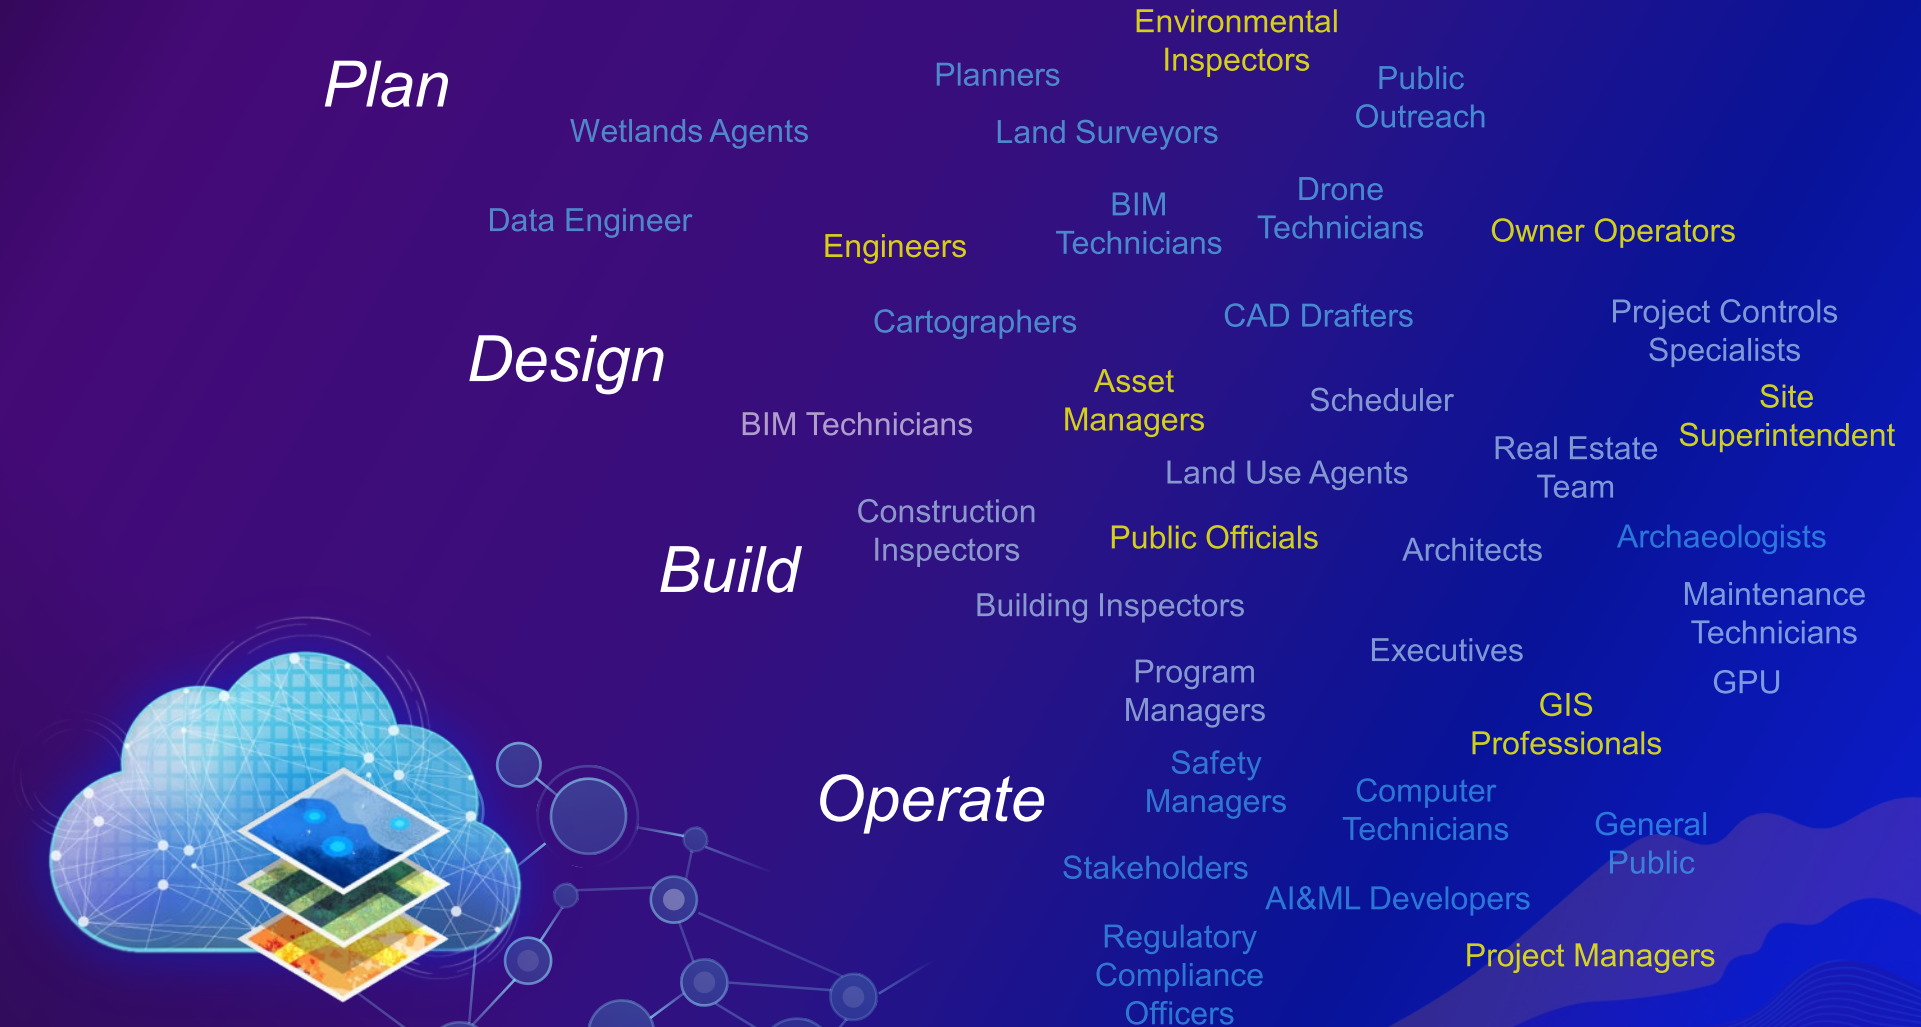 Environmental
Inspectors
Plan
Planners
Public
Outreach
Wetlands Agents
Land Surveyors
Data Engineer
Engineers
BIM
Technicians
Drone
Technicians
Owner Operators
Cartographers
CAD Drafters
Project Controls
Specialists
Design
Asset
Managers
Scheduler
Site
Superintendent
BIM Technicians
Land Use Agents
Real Estate
Team
Construction
Inspectors
Public Officials
Architects
Archaeologists
Build
Building Inspectors
Maintenance
Technicians
Executives
Program
Managers
GPU
GIS
Professionals
Operate
Safety
Managers
Computer
Technicians
General
Public
Stakeholders
AI&ML Developers
Regulatory
Compliance
Officers
Project Managers